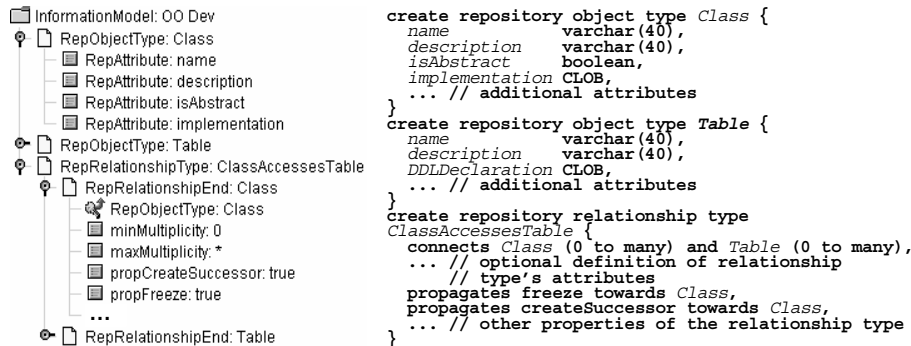 InformationModel: OO Dev
RepObjectType: Class
RepAttribute: name
RepAttribute: description
RepAttribute: isAbstract
RepAttribute: implementation
RepObjectType: Table
RepRelationshipType: ClassAccessesTable
RepRelationshipEnd: Class
RepObjectType: Class
minMultiplicity: 0
maxMultiplicity: *
propCreateSuccessor: true
propFreeze: true
...
RepRelationshipEnd: Table
create repository object type Class {
name varchar(40),
description varchar(40),
isAbstract boolean,
implementation CLOB,
... // additional attributes
}
create repository object type Table {
name varchar(40),
description varchar(40),
DDLDeclaration CLOB,
... // additional attributes
}
create repository relationship type
ClassAccessesTable {
connects Class (0 to many) and Table (0 to many),
... // optional definition of relationship
// type's attributes
propagates freeze towards Class,
propagates createSuccessor towards Class,
... // other properties of the relationship type
}